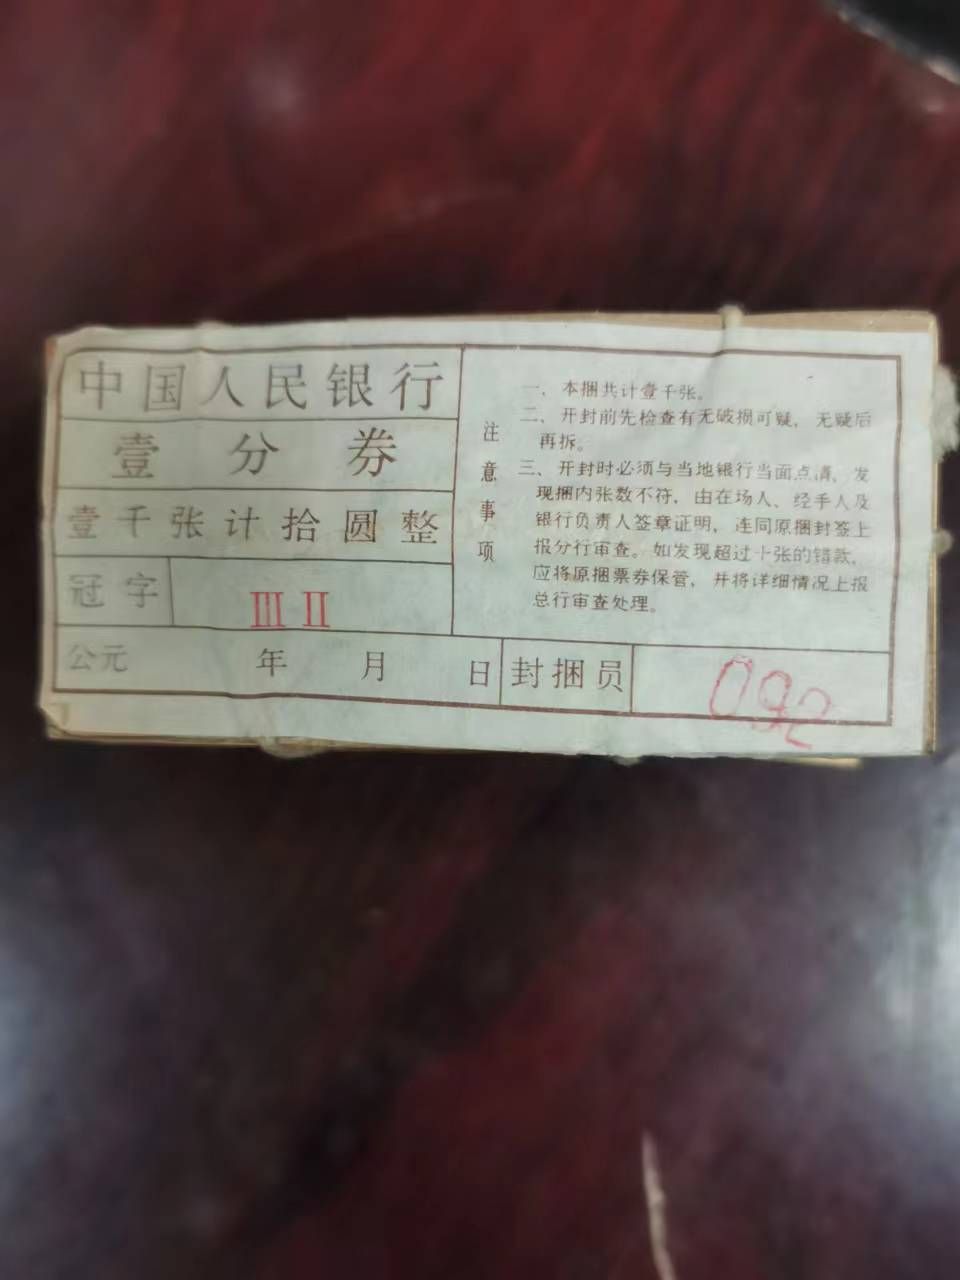 中国人民银行
壹分券
壹千张计拾圆整
冠字 ⅢⅡ
公元 年 月 日 封捆员 092
注意事项
一、本捆共计壹千张。
二、开封前先检查有无破损可疑，无疑后
再拆。
三、开封时必须与当地银行当面点清，发
现捆内张数不符，由在场人、经手人及
银行负责人签章证明，连同原捆封签上
报分行审查。如发现超过十张的错款，
应将原捆票券保管，并将详细情况上报
总行审查处理。